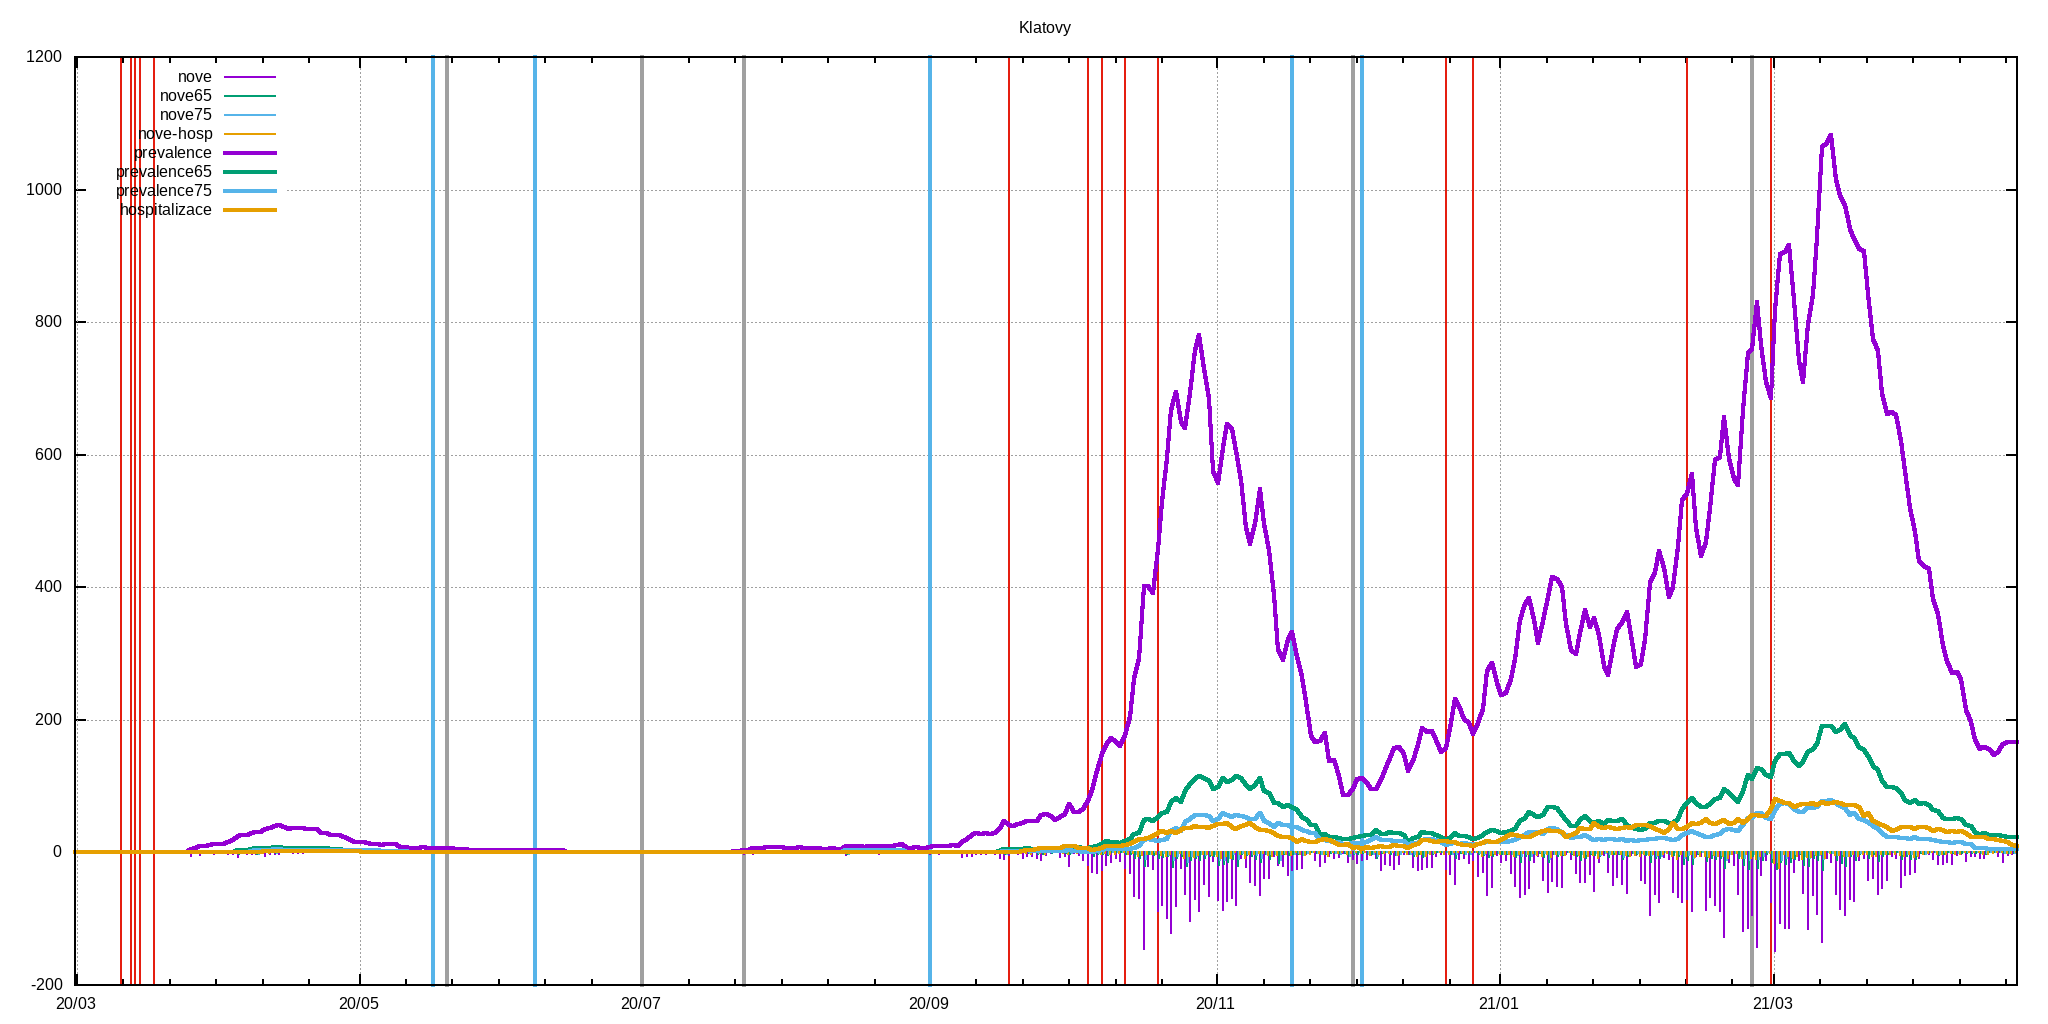 Klatovy
1200
1000
800
600
400
200
0
-200
nove
nove65
nove75
nove-hosp
prevalence
prevalence65
prevalence75
hospitalizace
20/03 20/05 20/07 20/09 20/11 21/01 21/03